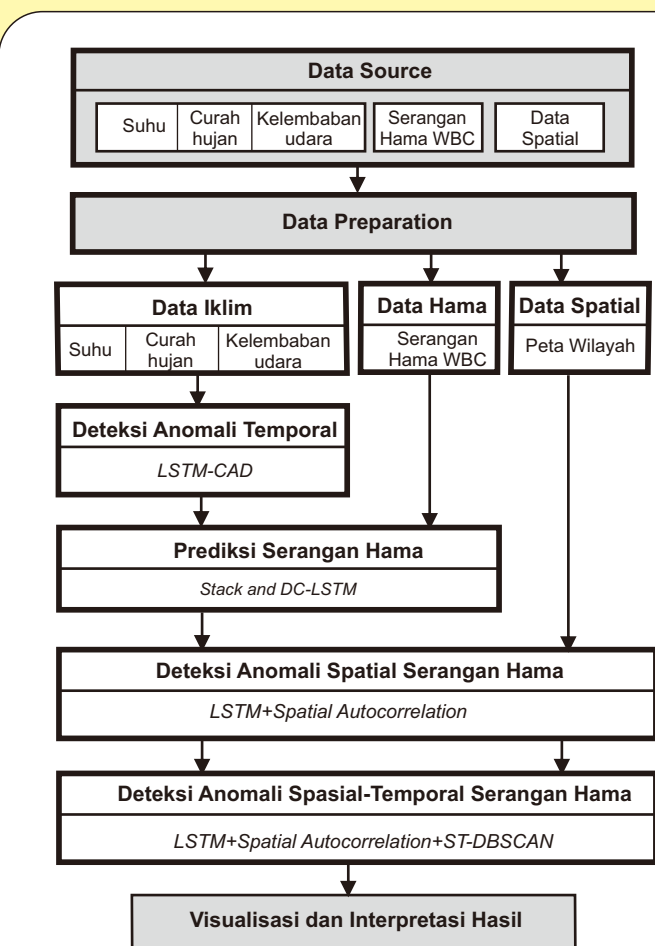 Data Source
Suhu
Curah
hujan
Kelembaban
udara
Serangan
Hama WBC
Data
Spatial
Data Preparation
Data Iklim
Suhu
Curah
hujan
Kelembaban
udara
Data Hama
Serangan
Hama WBC
Data Spatial
Peta Wilayah
Deteksi Anomali Temporal
LSTM-CAD
Prediksi Serangan Hama
Stack and DC-LSTM
Deteksi Anomali Spatial Serangan Hama
LSTM+Spatial Autocorrelation
Deteksi Anomali Spasial-Temporal Serangan Hama
LSTM+Spatial Autocorrelation+ST-DBSCAN
Visualisasi dan Interpretasi Hasil